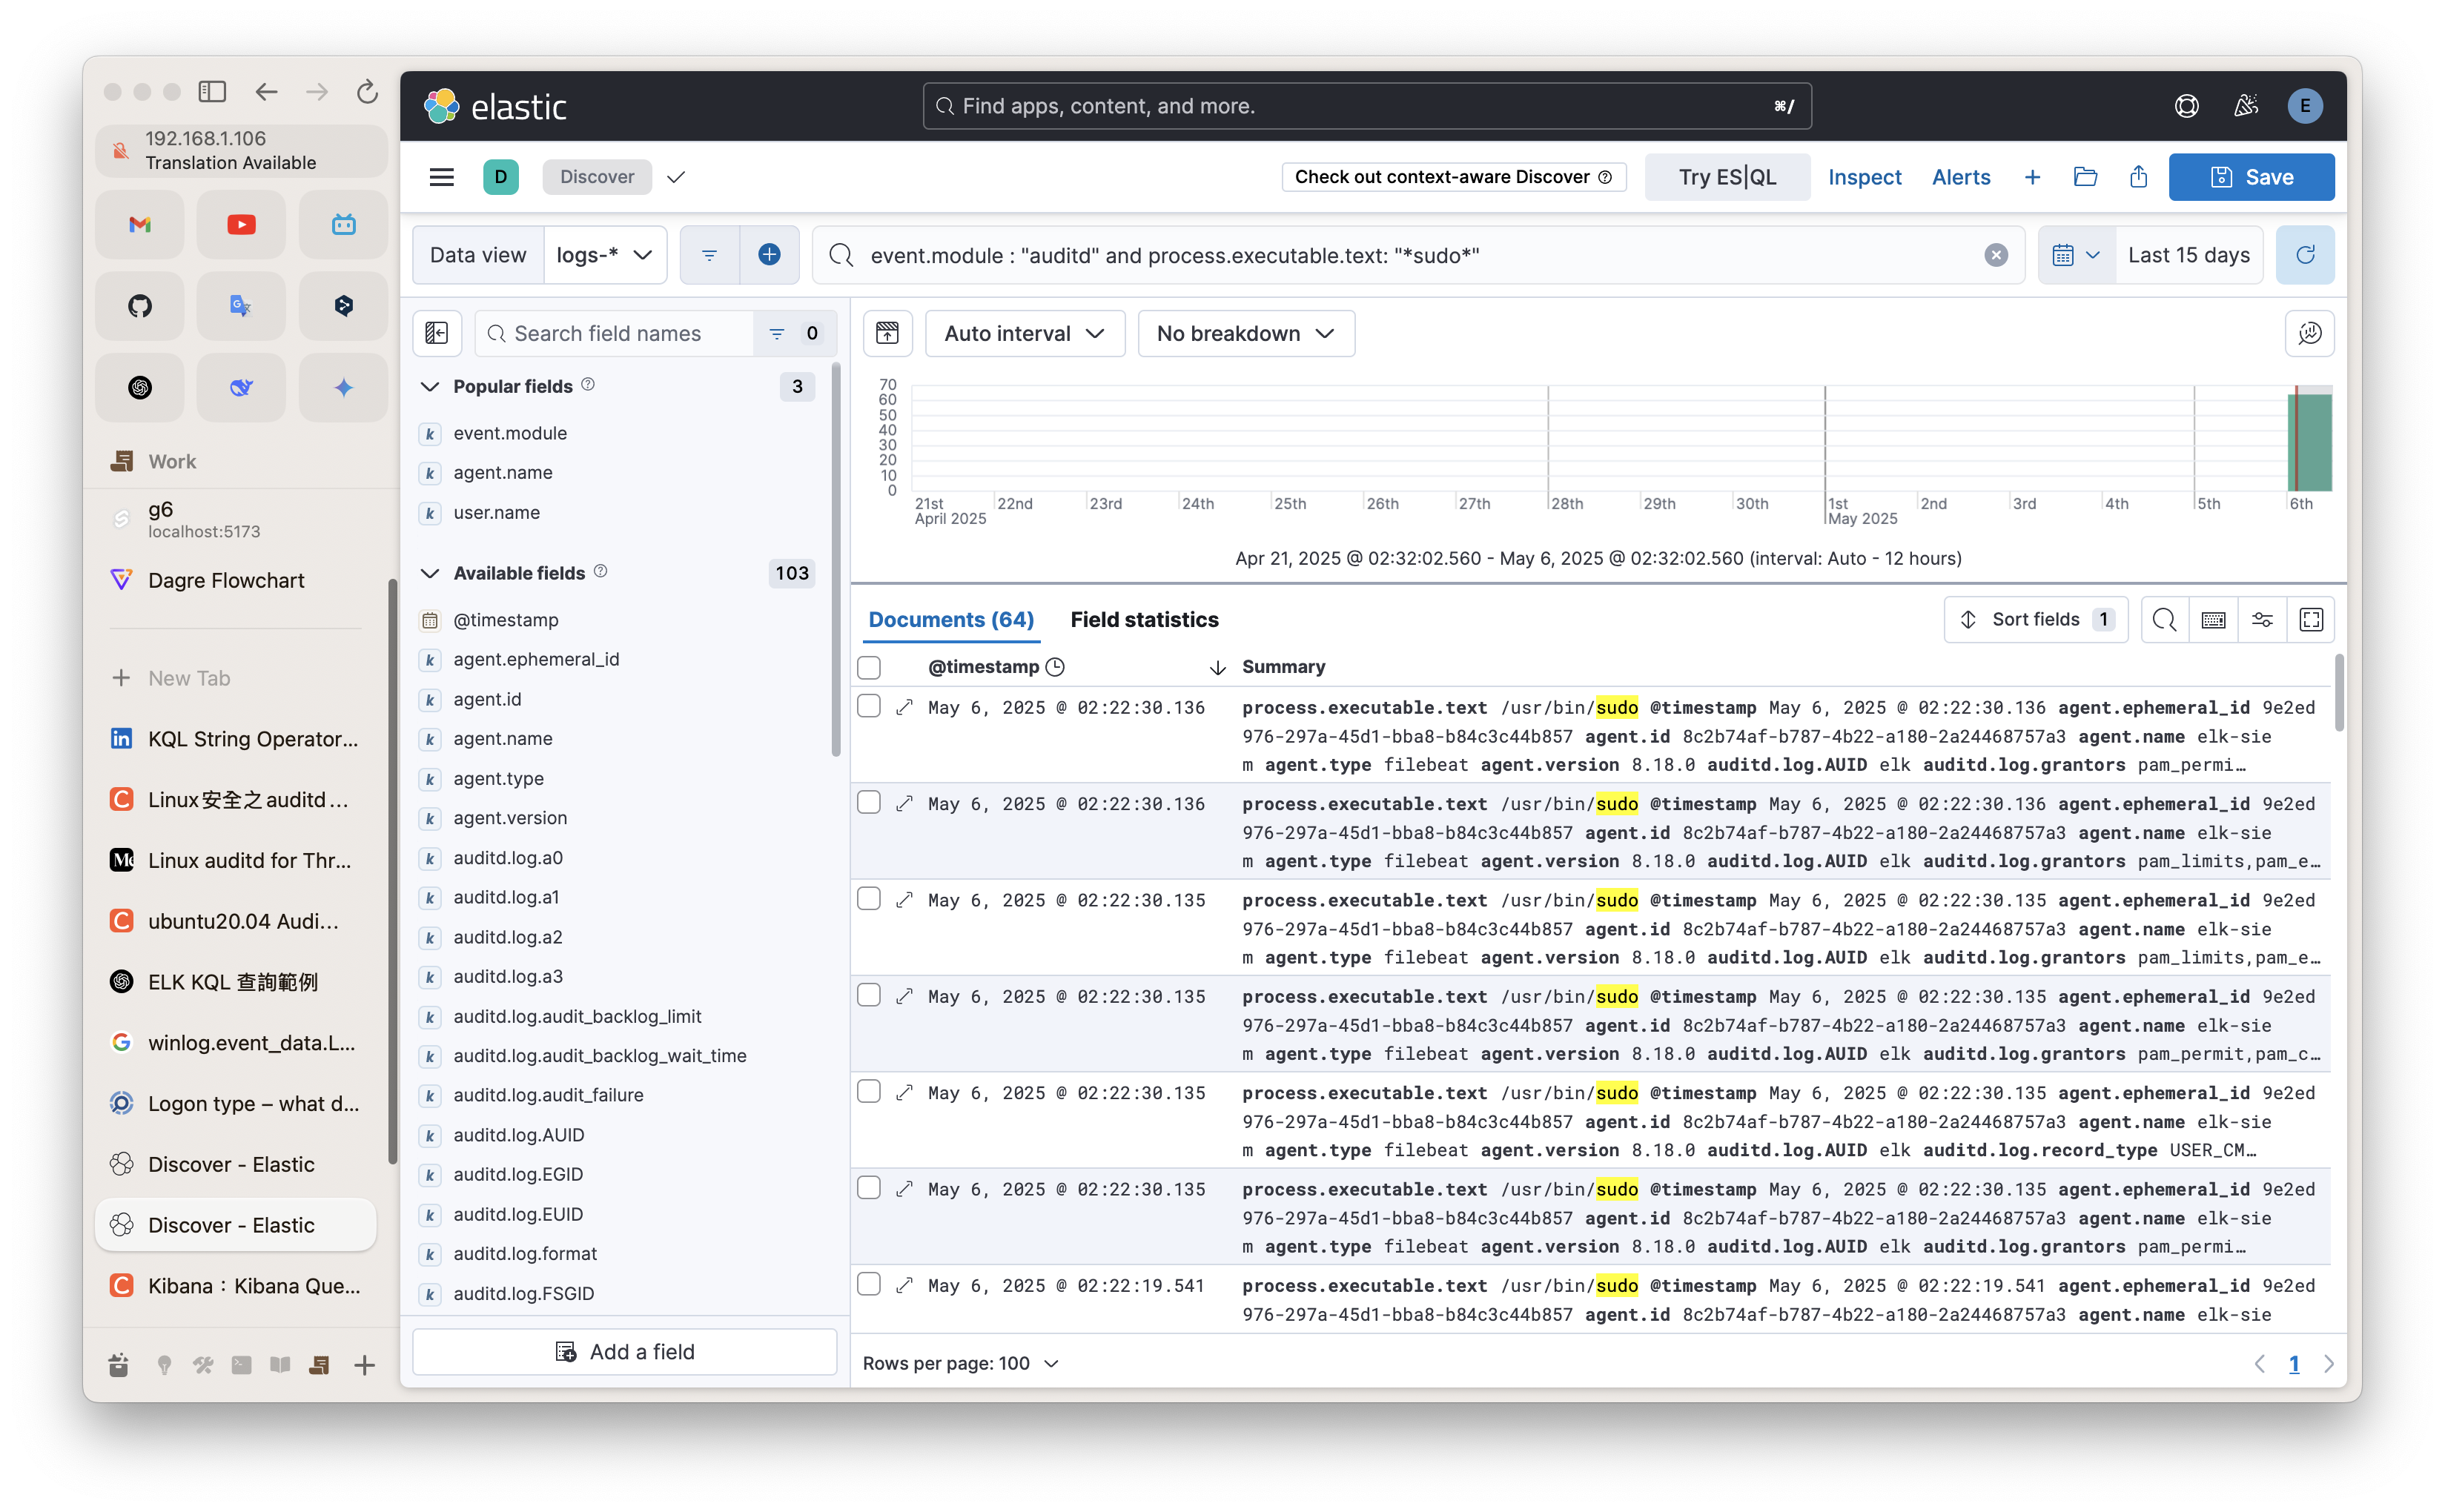 192.168.1.106
Translation Available
Work
g6
localhost:5173
Dagre Flowchart
New Tab
KQL String Operator...
Linux安全之auditd...
Linux auditd for Thr...
ubuntu20.04 Audi...
ELK KQL 查詢範例
winlog.event_data.L...
Logon type – what d...
Discover - Elastic
Discover - Elastic
Kibana：Kibana Que...
elastic
Find apps, content, and more.
⌘/
E
D
Discover
Check out context-aware Discover
Try ES|QL
Inspect
Alerts
Save
Data view
logs-*
event.module : "auditd" and process.executable.text: "*sudo*"
Last 15 days
Search field names
0
Popular fields
3
k event.module
k agent.name
k user.name
Available fields
103
@timestamp
k agent.ephemeral_id
k agent.id
k agent.name
k agent.type
k agent.version
k auditd.log.a0
k auditd.log.a1
k auditd.log.a2
k auditd.log.a3
k auditd.log.audit_backlog_limit
k auditd.log.audit_backlog_wait_time
k auditd.log.audit_failure
k auditd.log.AUID
k auditd.log.EGID
k auditd.log.EUID
k auditd.log.format
k auditd.log.FSGID
Add a field
Auto interval
No breakdown
70
60
50
40
30
20
10
0
21st 22nd 23rd 24th 25th 26th 27th 28th 29th 30th 1st 2nd 3rd 4th 5th 6th
April 2025 May 2025
Apr 21, 2025 @ 02:32:02.560 - May 6, 2025 @ 02:32:02.560 (interval: Auto - 12 hours)
Documents (64)
Field statistics
Sort fields 1
@timestamp
Summary
May 6, 2025 @ 02:22:30.136 process.executable.text /usr/bin/sudo @timestamp May 6, 2025 @ 02:22:30.136 agent.ephemeral_id 9e2ed
976-297a-45d1-bba8-b84c3c44b857 agent.id 8c2b74af-b787-4b22-a180-2a24468757a3 agent.name elk-sie
m agent.type filebeat agent.version 8.18.0 auditd.log.AUID elk auditd.log.grantors pam_permi…
May 6, 2025 @ 02:22:30.136 process.executable.text /usr/bin/sudo @timestamp May 6, 2025 @ 02:22:30.136 agent.ephemeral_id 9e2ed
976-297a-45d1-bba8-b84c3c44b857 agent.id 8c2b74af-b787-4b22-a180-2a24468757a3 agent.name elk-sie
m agent.type filebeat agent.version 8.18.0 auditd.log.AUID elk auditd.log.grantors pam_limits,pam_e…
May 6, 2025 @ 02:22:30.135 process.executable.text /usr/bin/sudo @timestamp May 6, 2025 @ 02:22:30.135 agent.ephemeral_id 9e2ed
976-297a-45d1-bba8-b84c3c44b857 agent.id 8c2b74af-b787-4b22-a180-2a24468757a3 agent.name elk-sie
m agent.type filebeat agent.version 8.18.0 auditd.log.AUID elk auditd.log.grantors pam_limits,pam_e…
May 6, 2025 @ 02:22:30.135 process.executable.text /usr/bin/sudo @timestamp May 6, 2025 @ 02:22:30.135 agent.ephemeral_id 9e2ed
976-297a-45d1-bba8-b84c3c44b857 agent.id 8c2b74af-b787-4b22-a180-2a24468757a3 agent.name elk-sie
m agent.type filebeat agent.version 8.18.0 auditd.log.AUID elk auditd.log.grantors pam_permit,pam_c…
May 6, 2025 @ 02:22:30.135 process.executable.text /usr/bin/sudo @timestamp May 6, 2025 @ 02:22:30.135 agent.ephemeral_id 9e2ed
976-297a-45d1-bba8-b84c3c44b857 agent.id 8c2b74af-b787-4b22-a180-2a24468757a3 agent.name elk-sie
m agent.type filebeat agent.version 8.18.0 auditd.log.AUID elk auditd.log.record_type USER_CM…
May 6, 2025 @ 02:22:30.135 process.executable.text /usr/bin/sudo @timestamp May 6, 2025 @ 02:22:30.135 agent.ephemeral_id 9e2ed
976-297a-45d1-bba8-b84c3c44b857 agent.id 8c2b74af-b787-4b22-a180-2a24468757a3 agent.name elk-sie
m agent.type filebeat agent.version 8.18.0 auditd.log.AUID elk auditd.log.grantors pam_permi…
May 6, 2025 @ 02:22:19.541 process.executable.text /usr/bin/sudo @timestamp May 6, 2025 @ 02:22:19.541 agent.ephemeral_id 9e2ed
976-297a-45d1-bba8-b84c3c44b857 agent.id 8c2b74af-b787-4b22-a180-2a24468757a3 agent.name elk-sie
Rows per page: 100
1